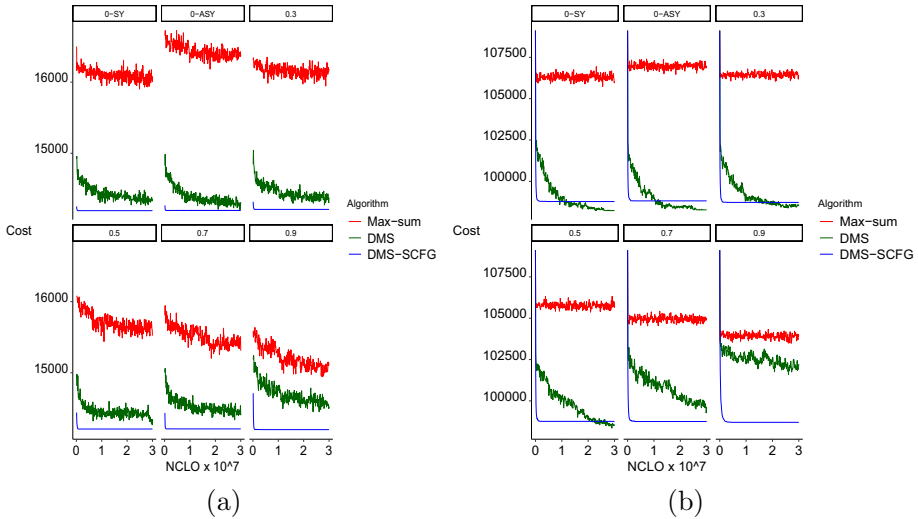 0−SY 0−ASY 0.3
16000
15000
Cost
0.5 0.7 0.9
16000
15000
0 1 2 3 0 1 2 3 0 1 2 3
NCLO x 10^7
Algorithm
Max−sum
DMS
DMS−SCFG
(a)
0−SY 0−ASY 0.3
107500
105000
102500
100000
Cost
0.5 0.7 0.9
107500
105000
102500
100000
0 1 2 3 0 1 2 3 0 1 2 3
NCLO x 10^7
Algorithm
Max−sum
DMS
DMS−SCFG
(b)